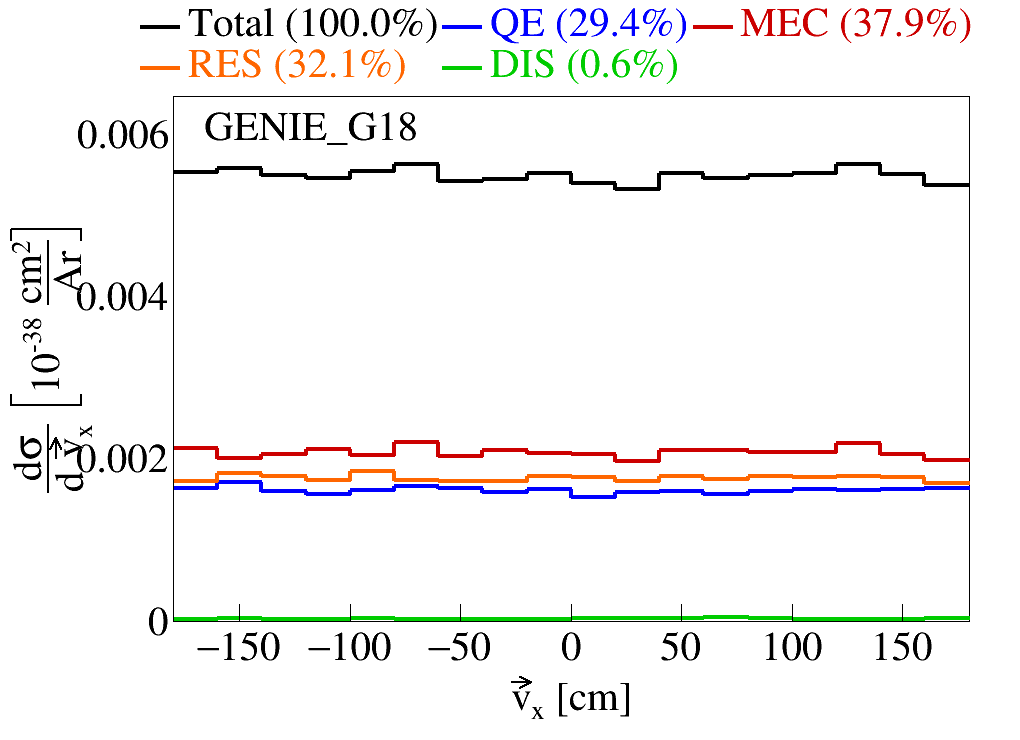 Total (100.0%) QE (29.4%) MEC (37.9%)
RES (32.1%) DIS (0.6%)
GENIE_G18
0.006
0.004
0.002
0
dσ/d v⃗ₓ [10⁻³⁸ cm²/Ar]
−150 −100 −50 0 50 100 150
v⃗ₓ [cm]